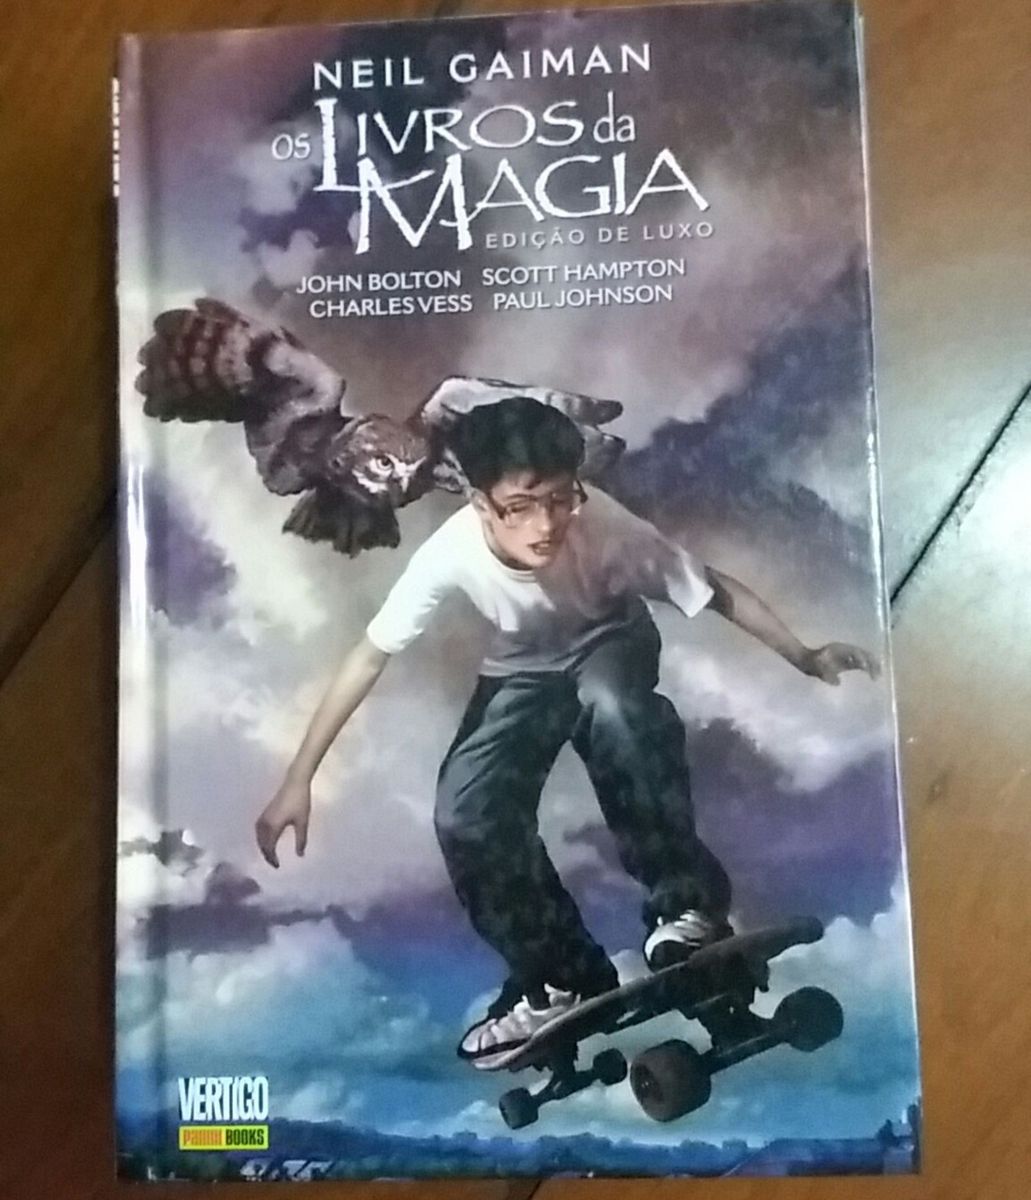 NEIL GAIMAN
OS LIVROS da
MAGIA
EDIÇÃO DE LUXO
JOHN BOLTON SCOTT HAMPTON
CHARLES VESS PAUL JOHNSON
VERTIGO
PANINI BOOKS